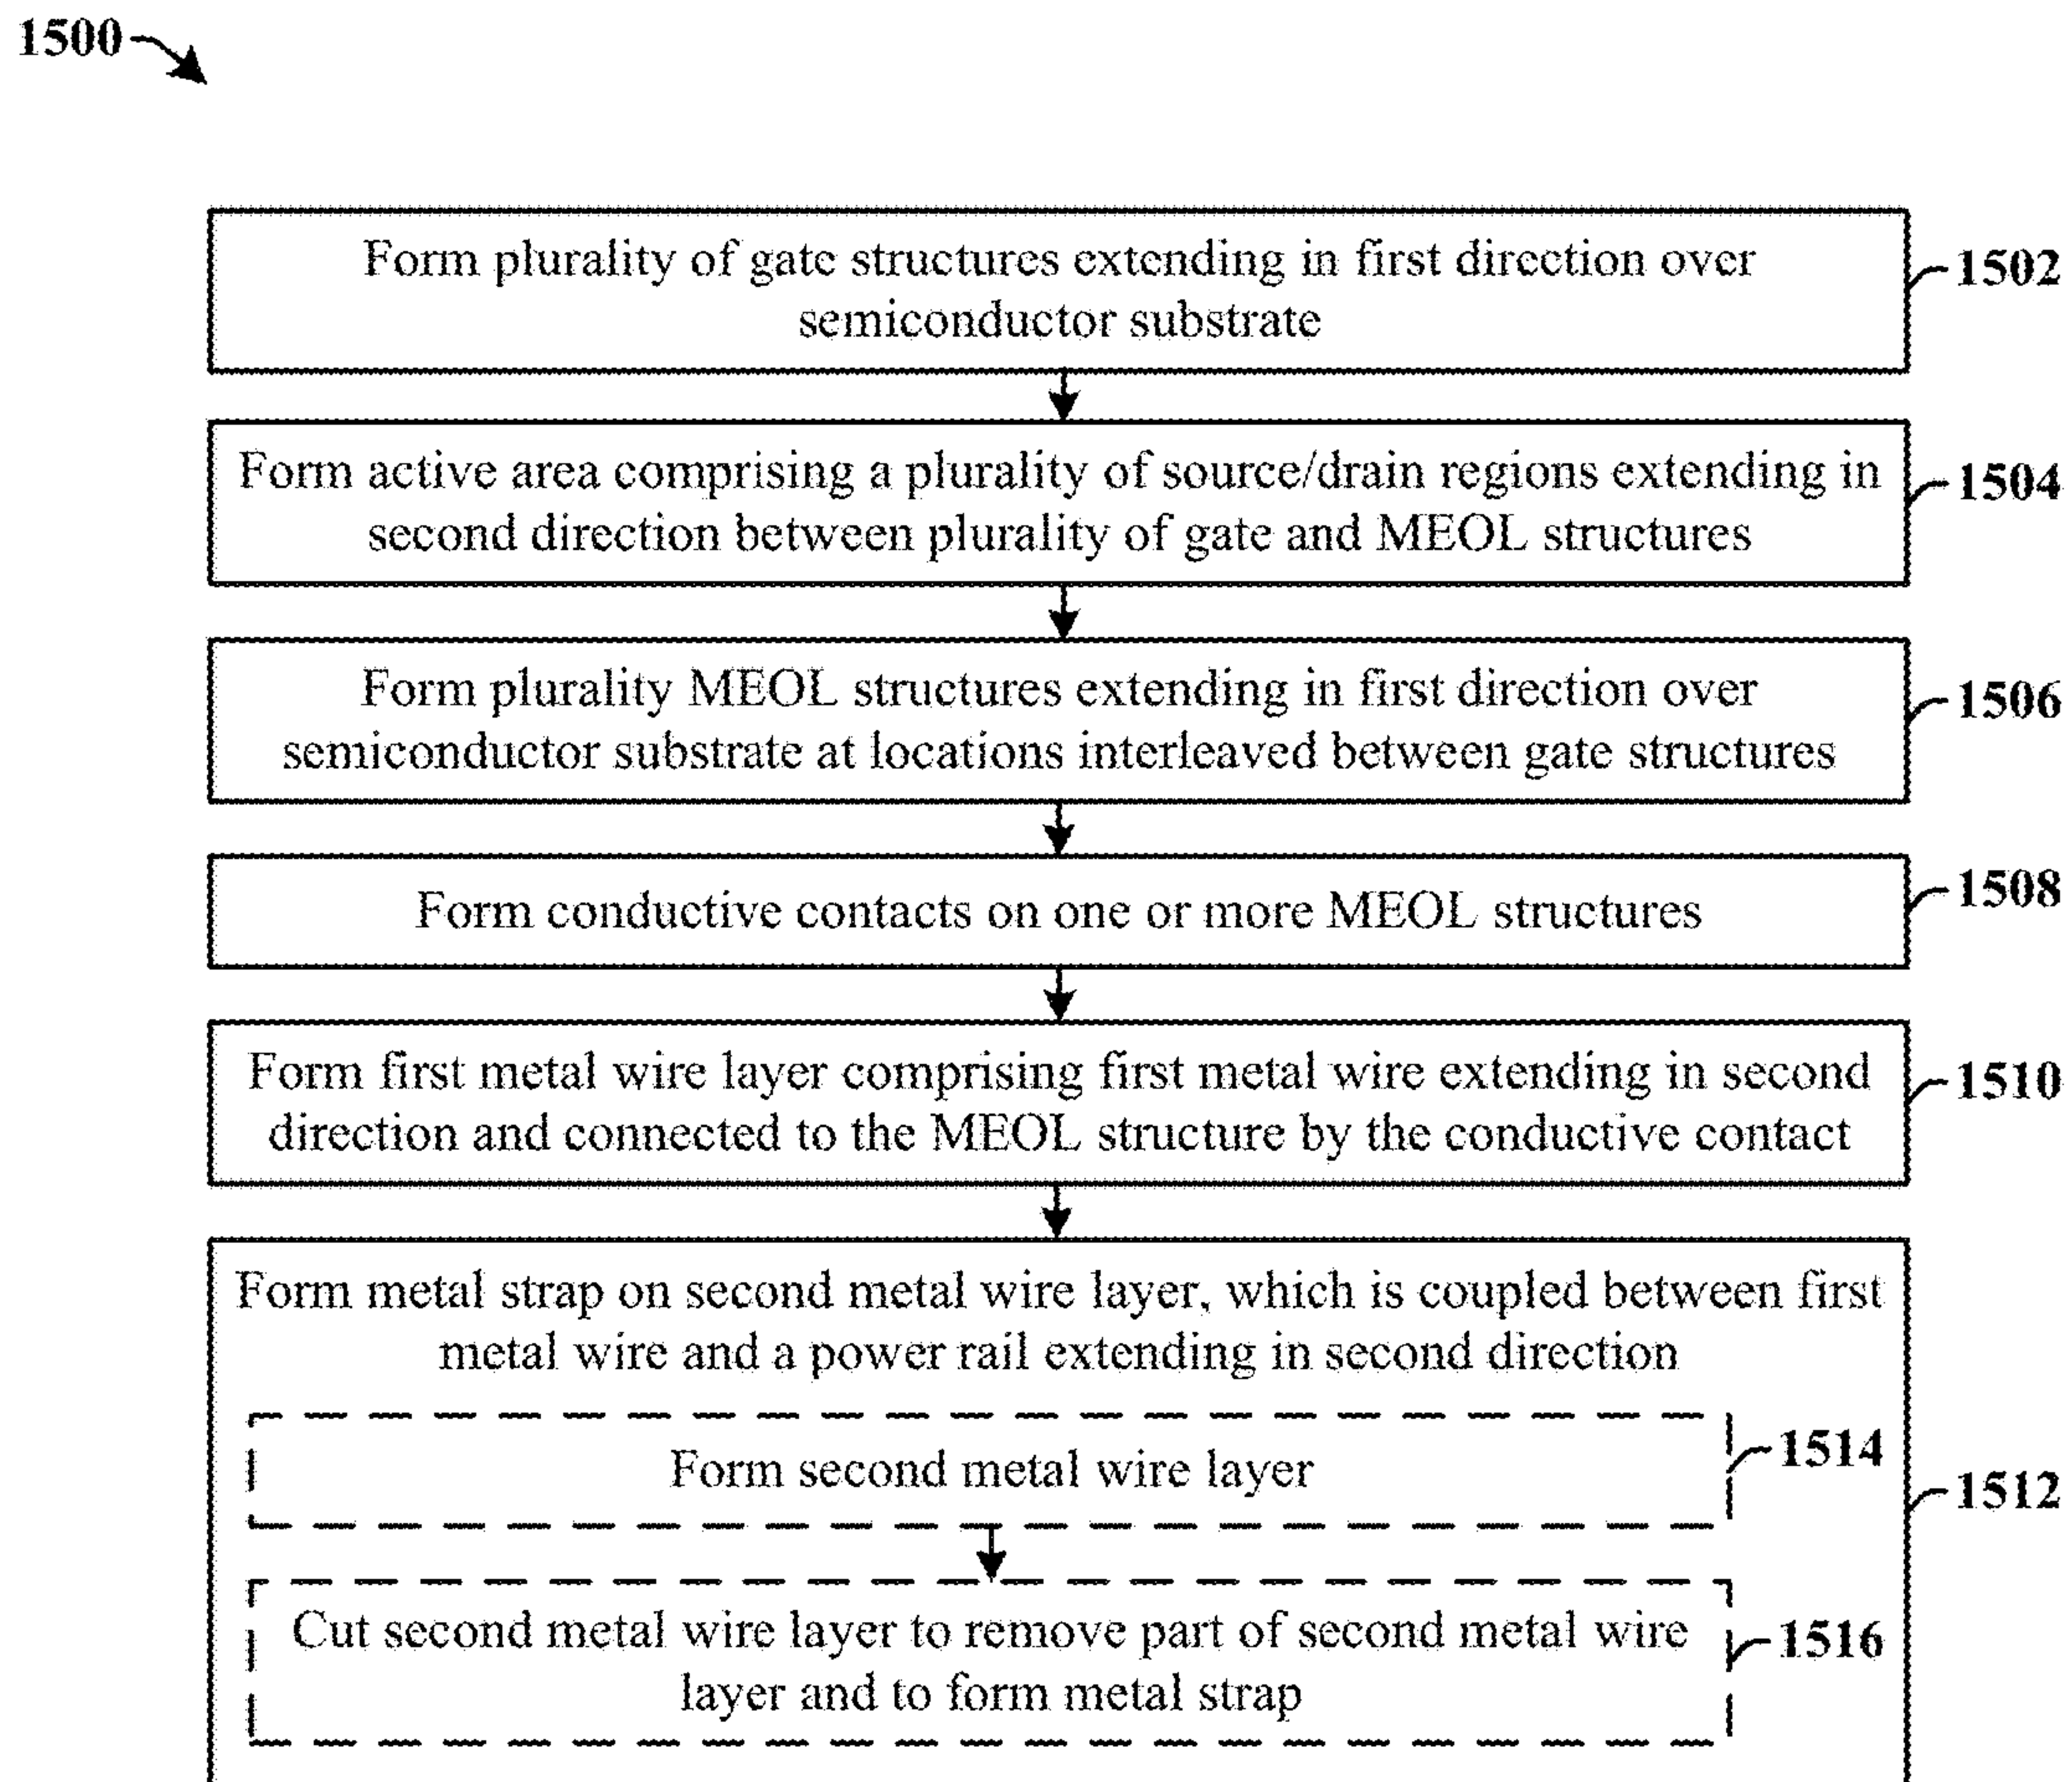 1500
Form plurality of gate structures extending in first direction over
semiconductor substrate
1502
Form active area comprising a plurality of source/drain regions extending in
second direction between plurality of gate and MEOL structures
1504
Form plurality MEOL structures extending in first direction over
semiconductor substrate at locations interleaved between gate structures
1506
Form conductive contacts on one or more MEOL structures
1508
Form first metal wire layer comprising first metal wire extending in second
direction and connected to the MEOL structure by the conductive contact
1510
Form metal strap on second metal wire layer, which is coupled between first
metal wire and a power rail extending in second direction
1512
Form second metal wire layer
1514
Cut second metal wire layer to remove part of second metal wire
layer and to form metal strap
1516